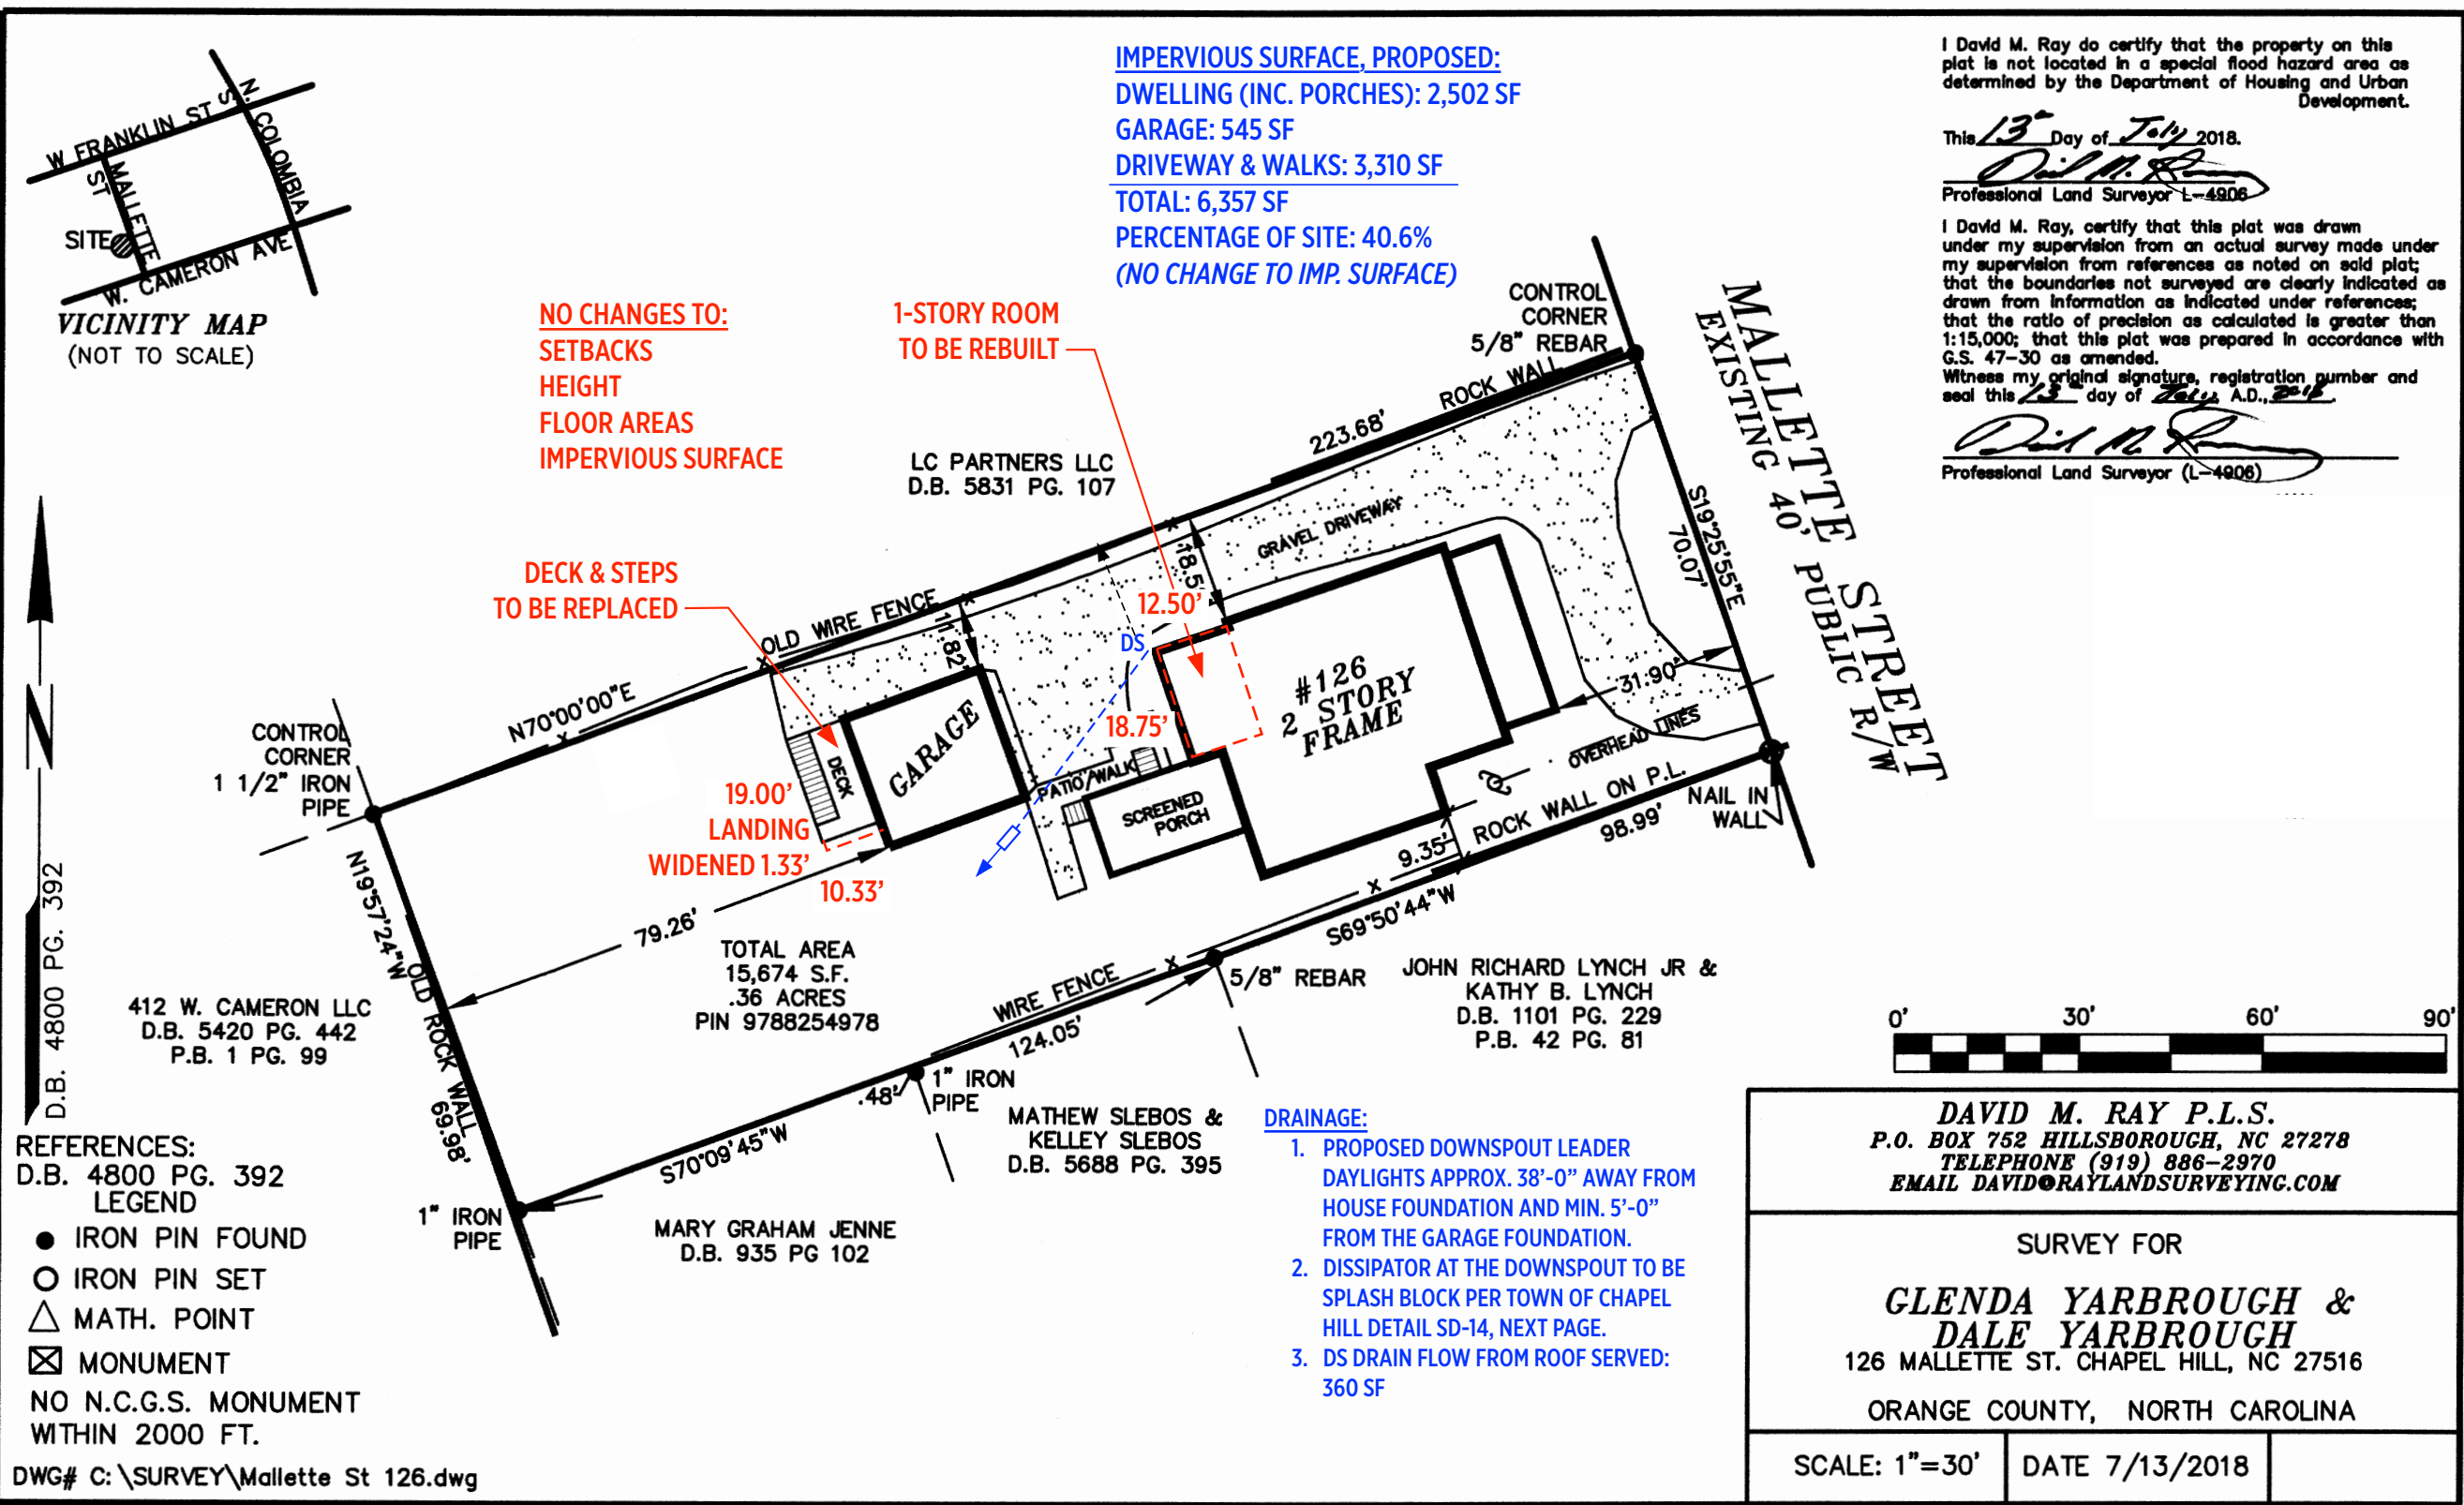 W FRANKLIN ST
N. COLOMBIA
S
MALLETTE
ST
SITE
W. CAMERON AVE
VICINITY MAP
(NOT TO SCALE)
IMPERVIOUS SURFACE, PROPOSED:
DWELLING (INC. PORCHES): 2,502 SF
GARAGE: 545 SF
DRIVEWAY & WALKS: 3,310 SF
TOTAL: 6,357 SF
PERCENTAGE OF SITE: 40.6%
(NO CHANGE TO IMP. SURFACE)
I David M. Ray do certify that the property on this
plat is not located in a special flood hazard area as
determined by the Department of Housing and Urban
Development.
This 13th Day of July 2018.
Professional Land Surveyor L-4906
I David M. Ray, certify that this plat was drawn
under my supervision from an actual survey made under
my supervision from references as noted on said plat;
that the boundaries not surveyed are clearly indicated as
drawn from information as indicated under references;
that the ratio of precision as calculated is greater than
1:15,000; that this plat was prepared in accordance with
G.S. 47-30 as amended.
Witness my original signature, registration number and
seal this 13th day of July, A.D., 2018.
Professional Land Surveyor (L-4906)
NO CHANGES TO:
SETBACKS
HEIGHT
FLOOR AREAS
IMPERVIOUS SURFACE
1-STORY ROOM
TO BE REBUILT
CONTROL
CORNER
5/8" REBAR
ROCK WALL
223.68'
LC PARTNERS LLC
D.B. 5831 PG. 107
MALLETTE STREET
EXISTING 40' PUBLIC R/W
S19°25'55"E
70.07'
GRAVEL DRIVEWAY
18.5'
12.50'
DS
DECK & STEPS
TO BE REPLACED
OLD WIRE FENCE
11.82'
N70°00'00"E
CONTROL
CORNER
1 1/2" IRON
PIPE
DECK
GARAGE
18.75'
#126
2 STORY
FRAME
31.90'
OVERHEAD LINES
PATIO/WALK
SCREENED
PORCH
19.00'
LANDING
WIDENED 1.33'
10.33'
79.26'
9.35'
ROCK WALL ON P.L.
98.99'
NAIL IN
WALL
S69°50'44"W
N19°57'24"W
OLD ROCK WALL
69.98'
TOTAL AREA
15,674 S.F.
.36 ACRES
PIN 9788254978
WIRE FENCE
124.05'
5/8" REBAR
JOHN RICHARD LYNCH JR &
KATHY B. LYNCH
D.B. 1101 PG. 229
P.B. 42 PG. 81
412 W. CAMERON LLC
D.B. 5420 PG. 442
P.B. 1 PG. 99
N
D.B. 4800 PG. 392
.48'
1" IRON
PIPE
MATHEW SLEBOS &
KELLEY SLEBOS
D.B. 5688 PG. 395
S70°09'45"W
1" IRON
PIPE
MARY GRAHAM JENNE
D.B. 935 PG 102
0' 30' 60' 90'
REFERENCES:
D.B. 4800 PG. 392
LEGEND
IRON PIN FOUND
IRON PIN SET
MATH. POINT
MONUMENT
NO N.C.G.S. MONUMENT
WITHIN 2000 FT.
DWG# C:\SURVEY\Mallette St 126.dwg
DRAINAGE:
1. PROPOSED DOWNSPOUT LEADER
DAYLIGHTS APPROX. 38'-0" AWAY FROM
HOUSE FOUNDATION AND MIN. 5'-0"
FROM THE GARAGE FOUNDATION.
2. DISSIPATOR AT THE DOWNSPOUT TO BE
SPLASH BLOCK PER TOWN OF CHAPEL
HILL DETAIL SD-14, NEXT PAGE.
3. DS DRAIN FLOW FROM ROOF SERVED:
360 SF
DAVID M. RAY P.L.S.
P.O. BOX 752 HILLSBOROUGH, NC 27278
TELEPHONE (919) 886-2970
EMAIL DAVID@RAYLANDSURVEYING.COM
SURVEY FOR
GLENDA YARBROUGH &
DALE YARBROUGH
126 MALLETTE ST. CHAPEL HILL, NC 27516
ORANGE COUNTY, NORTH CAROLINA
SCALE: 1"=30'
DATE 7/13/2018